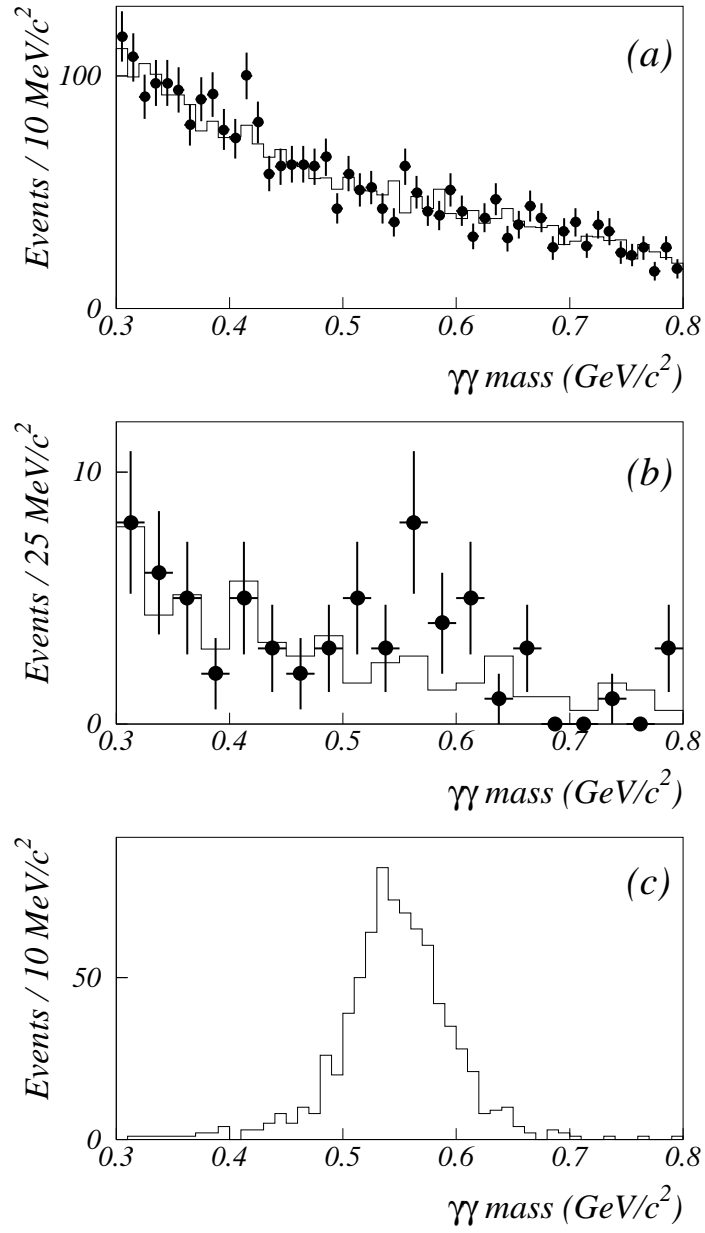 (a)
Events / 10 MeV/c²
100
0
0.3 0.4 0.5 0.6 0.7 0.8
γγ mass (GeV/c²)
(b)
Events / 25 MeV/c²
10
0
0.3 0.4 0.5 0.6 0.7 0.8
γγ mass (GeV/c²)
(c)
Events / 10 MeV/c²
50
0
0.3 0.4 0.5 0.6 0.7 0.8
γγ mass (GeV/c²)